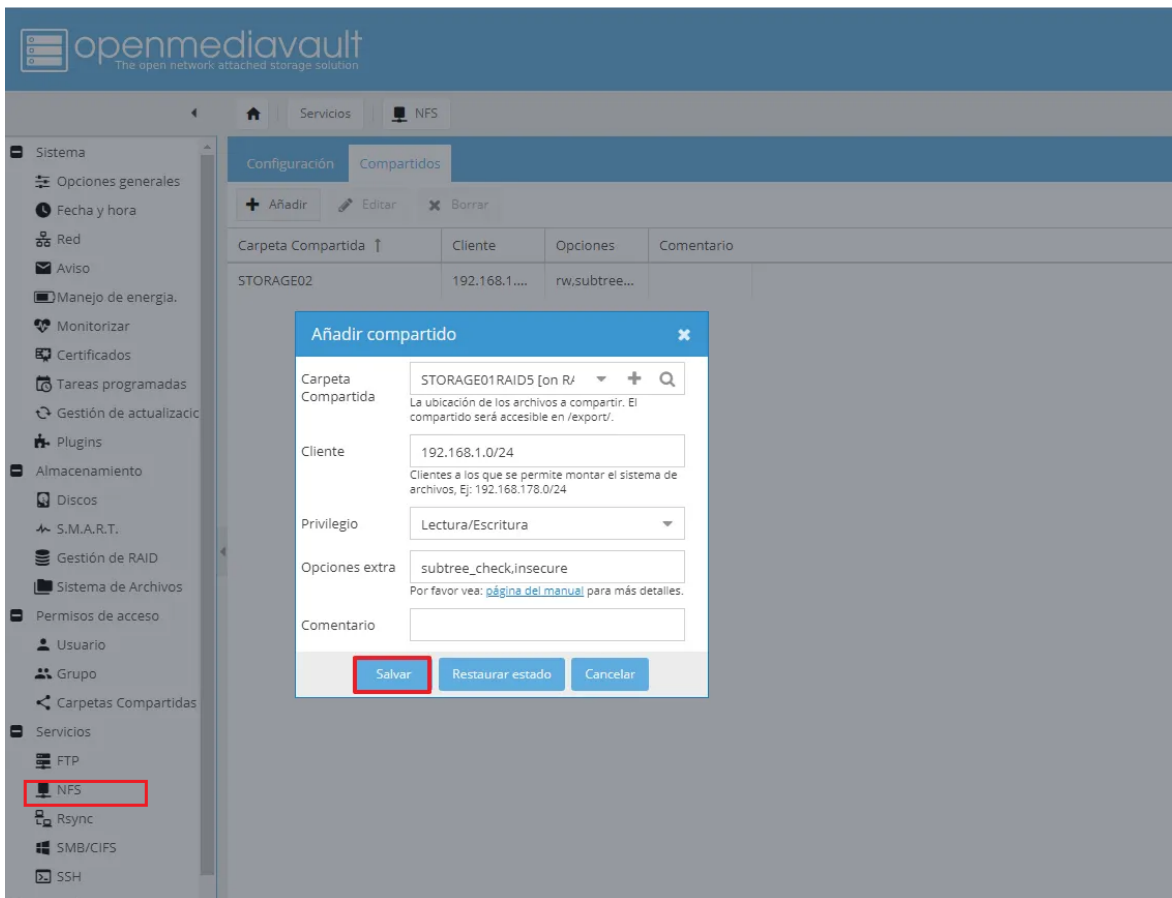 openmediavault
The open network attached storage solution
Servicios
NFS
Sistema
Opciones generales
Fecha y hora
Red
Aviso
Manejo de energia.
Monitorizar
Certificados
Tareas programadas
Gestión de actualizacic
Plugins
Almacenamiento
Discos
S.M.A.R.T.
Gestión de RAID
Sistema de Archivos
Permisos de acceso
Usuario
Grupo
Carpetas Compartidas
Servicios
FTP
NFS
Rsync
SMB/CIFS
SSH
Configuración Compartidos
Añadir Editar Borrar
Carpeta Compartida Cliente Opciones Comentario
STORAGE02 192.168.1.... rw,subtree...
Añadir compartido
Carpeta
Compartida
STORAGE01RAID5 [on RA
La ubicación de los archivos a compartir. El
compartido será accesible en /export/.
Cliente
192.168.1.0/24
Clientes a los que se permite montar el sistema de
archivos, Ej: 192.168.178.0/24
Privilegio
Lectura/Escritura
Opciones extra
subtree_check,insecure
Por favor vea: página del manual para más detalles.
Comentario
Salvar Restaurar estado Cancelar